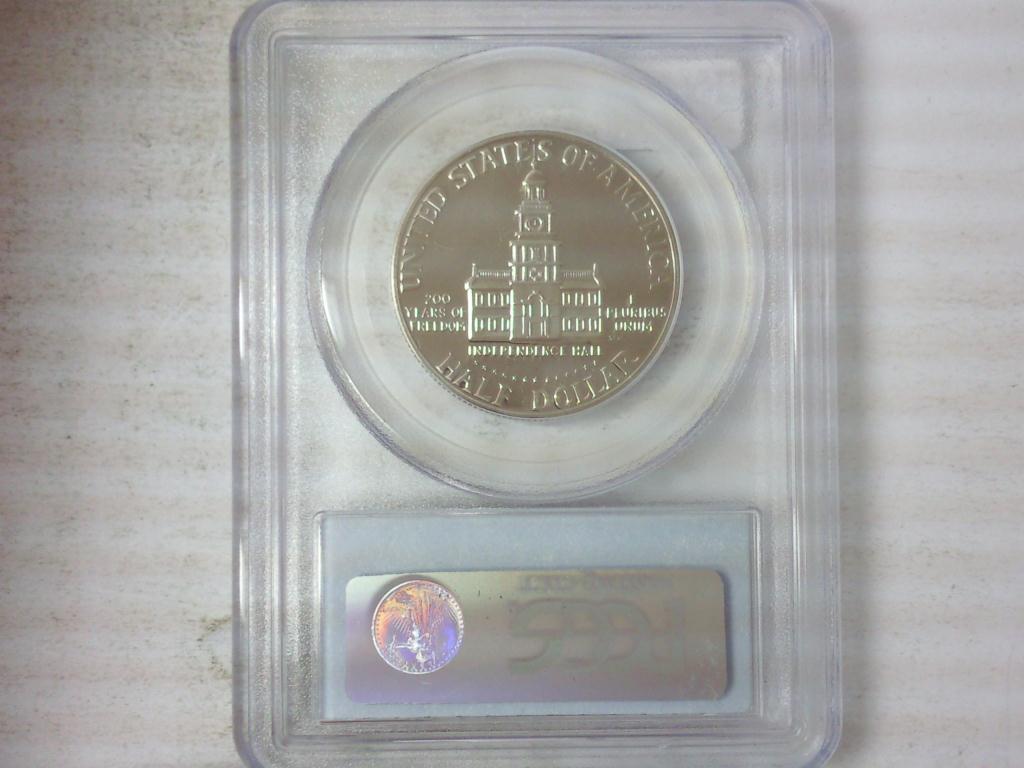 UNITED STATES OF AMERICA
200
YEARS OF
FREEDOM
E
PLURIBUS
UNUM
INDEPENDENCE HALL
HALF DOLLAR